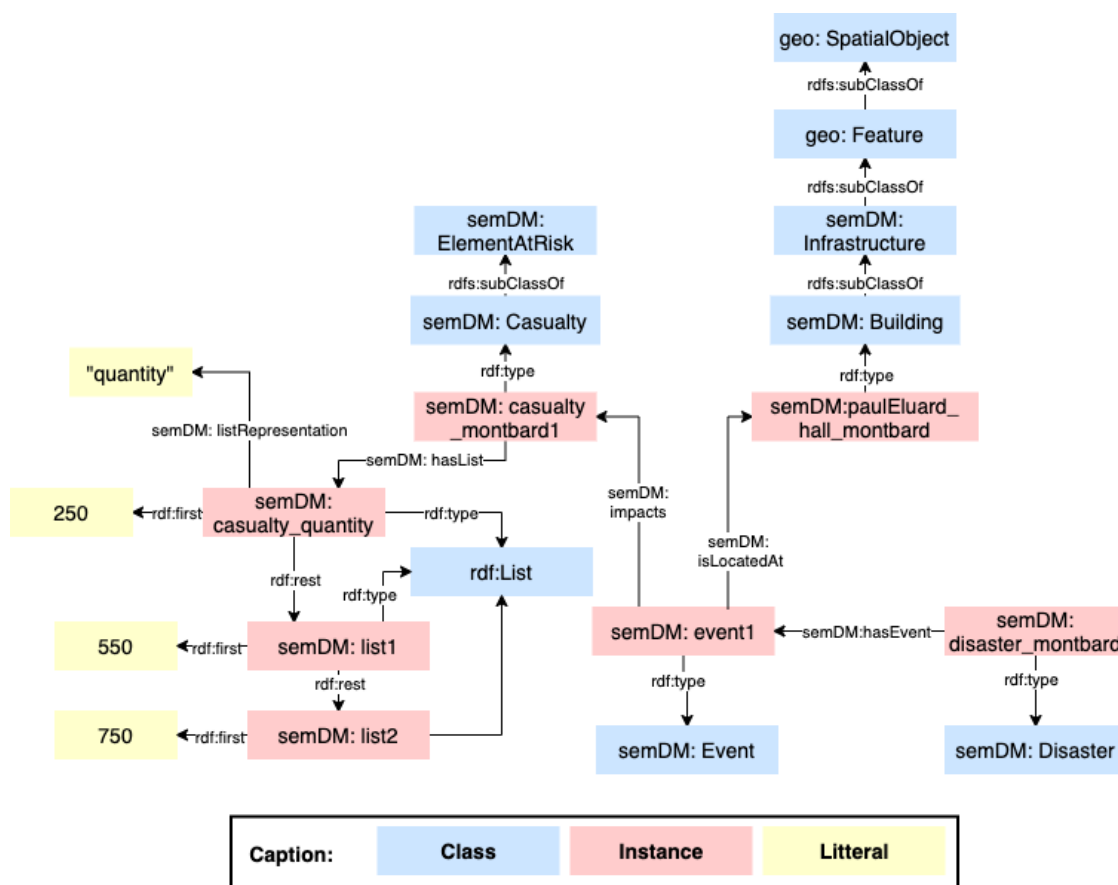 geo: SpatialObject
rdfs:subClassOf
geo: Feature
rdfs:subClassOf
semDM:
ElementAtRisk
semDM:
Infrastructure
rdfs:subClassOf
rdfs:subClassOf
semDM: Casualty
semDM: Building
"quantity"
rdf:type
rdf:type
semDM: casualty
_montbard1
semDM:paulEluard_
hall_montbard
semDM: listRepresentation
semDM: hasList
semDM:
impacts
250
rdf:first
semDM:
casualty_quantity
rdf:type
semDM:
isLocatedAt
rdf:rest
rdf:type
rdf:List
550
rdf:first
semDM: list1
semDM: event1
semDM:hasEvent
semDM:
disaster_montbard
rdf:rest
rdf:type
rdf:type
750
rdf:first
semDM: list2
semDM: Event
semDM: Disaster
Caption:
Class
Instance
Litteral